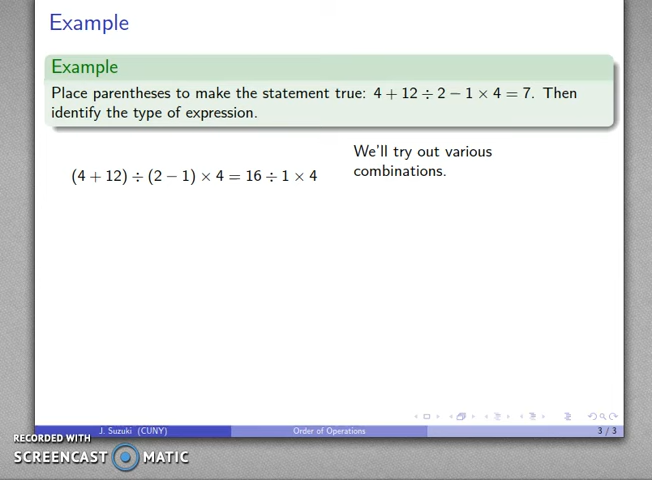 Example
Example
Place parentheses to make the statement true: 4 + 12 ÷ 2 − 1 × 4 = 7. Then
identify the type of expression.
We'll try out various
combinations.
(4 + 12) ÷ (2 − 1) × 4 = 16 ÷ 1 × 4
J. Suzuki (CUNY)
Order of Operations
3 / 3
RECORDED WITH
SCREENCAST MATIC